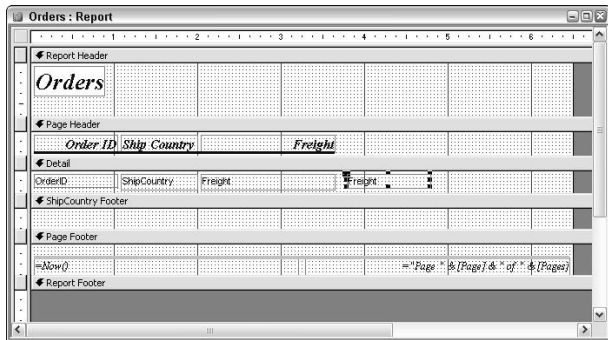 Orders : Report
1 2 3 4 5 6
Report Header
Orders
Page Header
Order ID Ship Country Freight
Detail
OrderID ShipCountry Freight Freight
ShipCountry Footer
Page Footer
=Now() ="Page " & [Page] & " of " & [Pages]
Report Footer